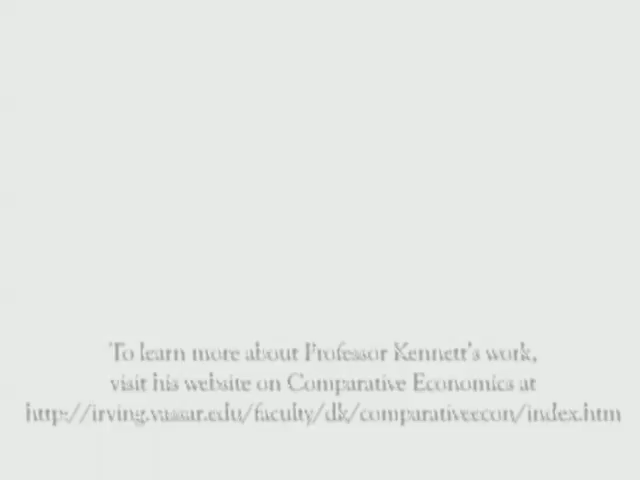 To learn more about Professor Kennett's work,
visit his website on Comparative Economics at
http://irving.vassar.edu/faculty/dk/comparativeecon/index.htm